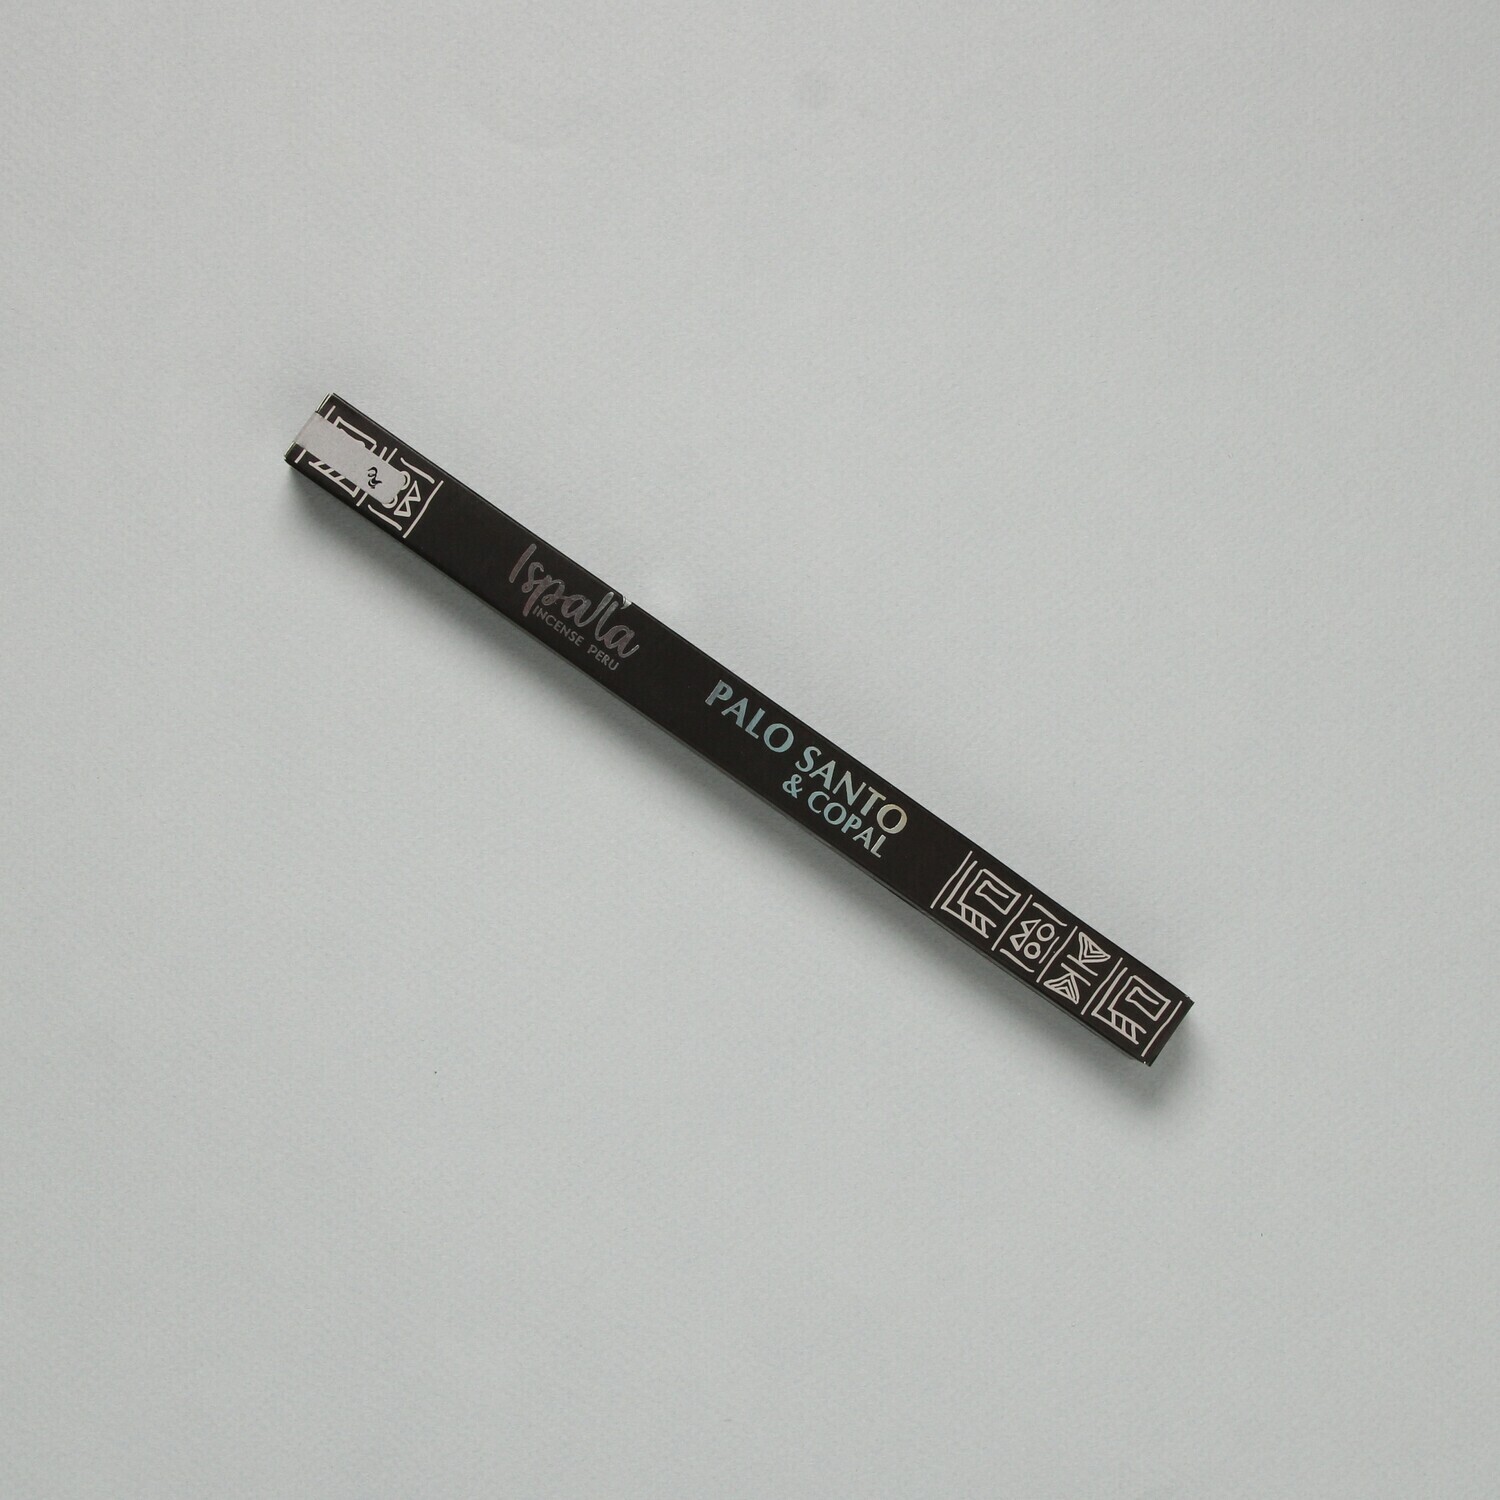 Ispalla
INCENSE PERU
PALO SANTO
& COPAL